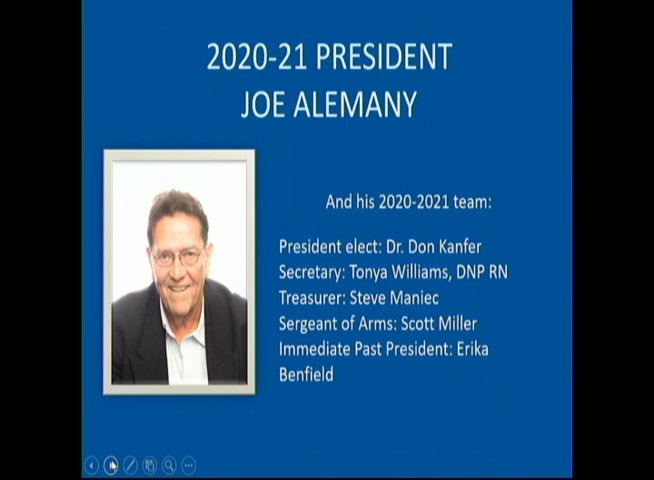 2020-21 PRESIDENT
JOE ALEMANY
And his 2020-2021 team:
President elect: Dr. Don Kanfer
Secretary: Tonya Williams, DNP RN
Treasurer: Steve Maniec
Sergeant of Arms: Scott Miller
Immediate Past President: Erika
Benfield